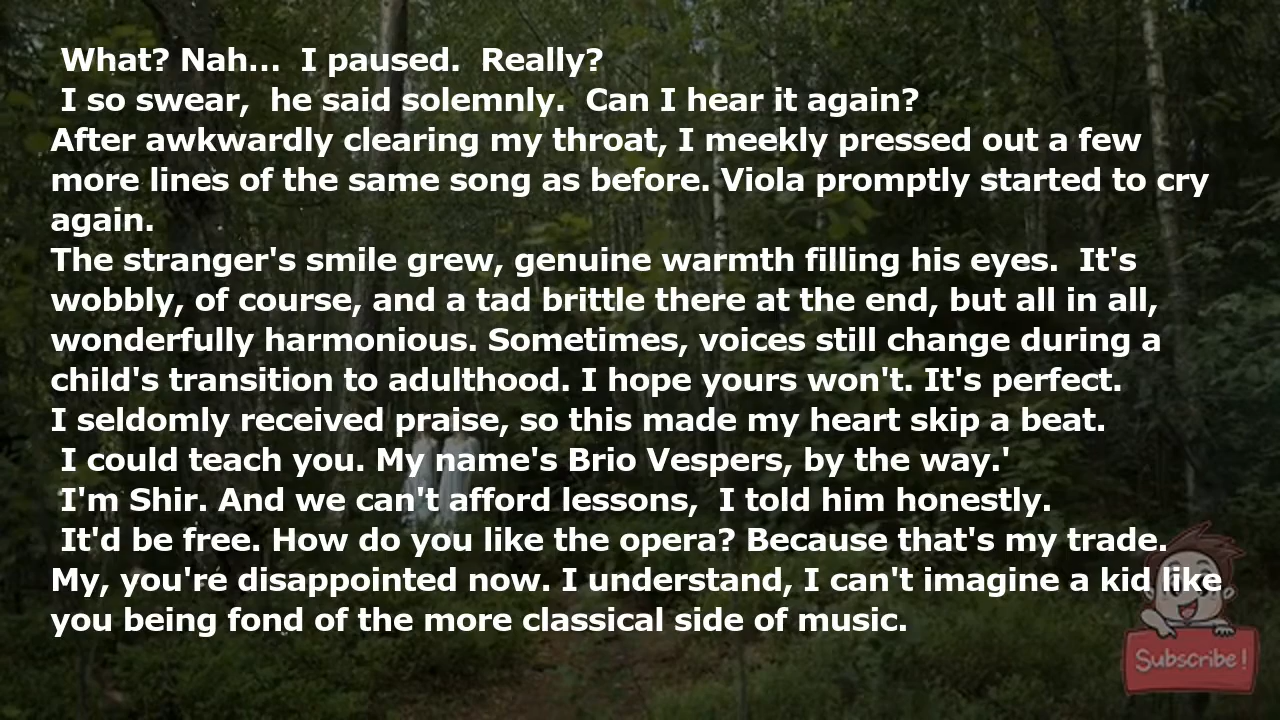 What? Nah... I paused. Really?
I so swear, he said solemnly. Can I hear it again?
After awkwardly clearing my throat, I meekly pressed out a few
more lines of the same song as before. Viola promptly started to cry
again.
The stranger's smile grew, genuine warmth filling his eyes. It's
wobbly, of course, and a tad brittle there at the end, but all in all,
wonderfully harmonious. Sometimes, voices still change during a
child's transition to adulthood. I hope yours won't. It's perfect.
I seldomly received praise, so this made my heart skip a beat.
I could teach you. My name's Brio Vespers, by the way.'
I'm Shir. And we can't afford lessons, I told him honestly.
It'd be free. How do you like the opera? Because that's my trade.
My, you're disappointed now. I understand, I can't imagine a kid like
you being fond of the more classical side of music.
Subscribe!